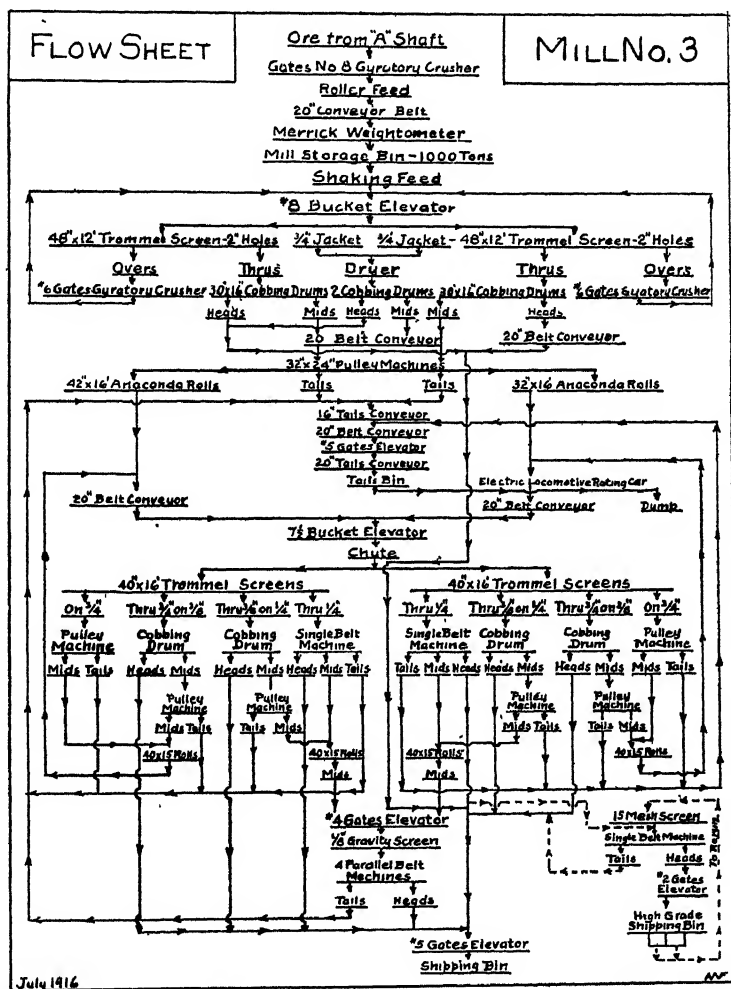 FLOW SHEET
MILL No. 3
Ore from "A" Shaft
Gates No 8 Gyratory Crusher
Roller Feed
20" Conveyor Belt
Merrick Weightometer
Mill Storage Bin - 1000 Tons
Shaking Feed
#8 Bucket Elevator
48"x12' Trommel Screen-2" Holes 3/4" Jacket 3/4" Jacket - 48"x12' Trommel Screen-2" Holes
Overs Thrus Dryer Thrus Overs
#6 Gates Gyratory Crusher 30"x16" Cobbing Drums 2 Cobbing Drums 30"x16" Cobbing Drums #6 Gates Gyratory Crusher
Heads Mids Heads Mids Mids Heads
20" Belt Conveyor 20" Belt Conveyor
32"x24" Pulley Machines
42"x16" Anaconda Rolls Tails Tails 32"x16" Anaconda Rolls
16" Tails Conveyor
20" Belt Conveyor
#5 Gates Elevator
20" Tails Conveyor
Tails Bin Electric Locomotive Roting Car
20" Belt Conveyor 20" Belt Conveyor Dump
7½ Bucket Elevator
Chute
40"x16' Trommel Screens 40"x16' Trommel Screens
On 3/4" Thru 3/4" on 3/8" Thru 3/8" on 1/4" Thru 1/4" Thru 1/4" Thru 3/8" on 1/4" Thru 3/4" on 3/8" On 3/4"
Pulley Machine Cobbing Drum Cobbing Drum Single Belt Machine Single Belt Machine Cobbing Drum Cobbing Drum Pulley Machine
Mids Tails Heads Mids Heads Mids Heads Mids Tails Tails Mids Heads Heads Mids Heads Mids Mids Tails
Pulley Machine Pulley Machine Pulley Machine Pulley Machine
Mids Tails Tails Mids Mids Tails Tails Mids
40x15 Rolls 40x15 Rolls 40x15 Rolls 40x15 Rolls
Mids Mids
#4 Gates Elevator
1/8" Gravity Screen
4 Parallel Belt Machines
Tails Heads
15 Mesh Screen
Single Belt Machine
Tails Heads
#2 Gates Elevator
High Grade Shipping Bin
#5 Gates Elevator
Shipping Bin
July 1916